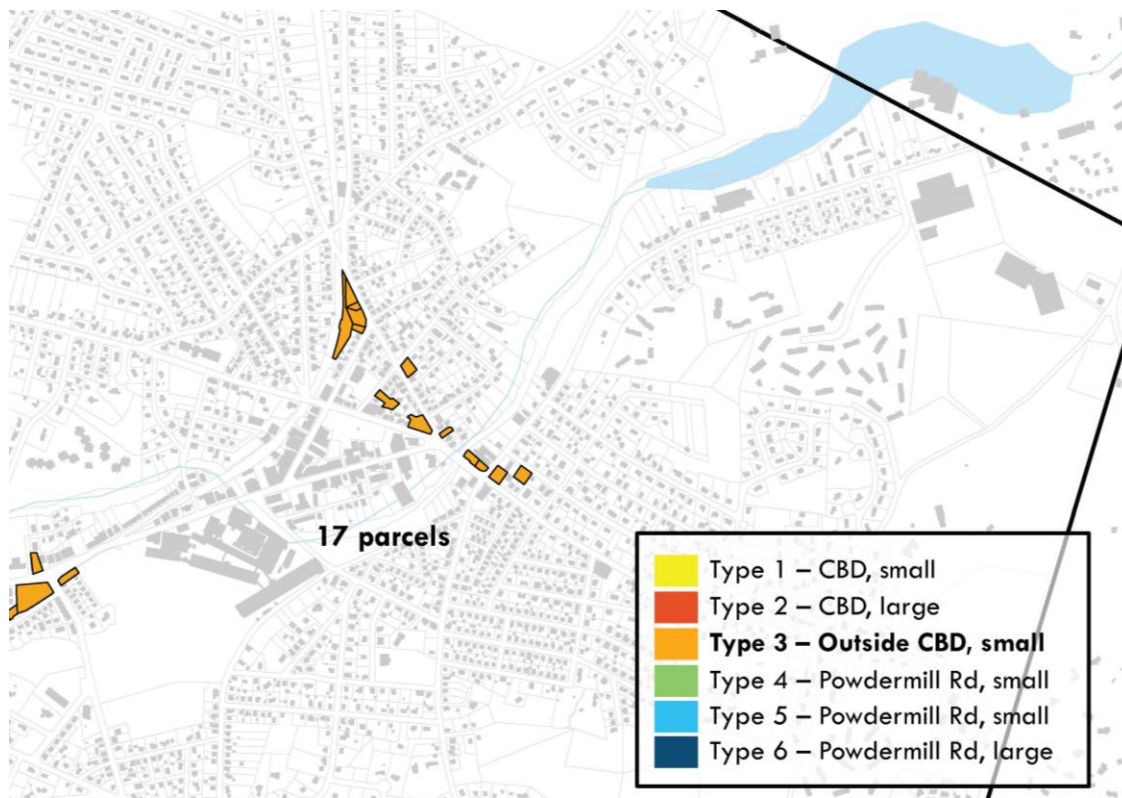 17 parcels
Type 1 – CBD, small
Type 2 – CBD, large
Type 3 – Outside CBD, small
Type 4 – Powdermill Rd, small
Type 5 – Powdermill Rd, small
Type 6 – Powdermill Rd, large